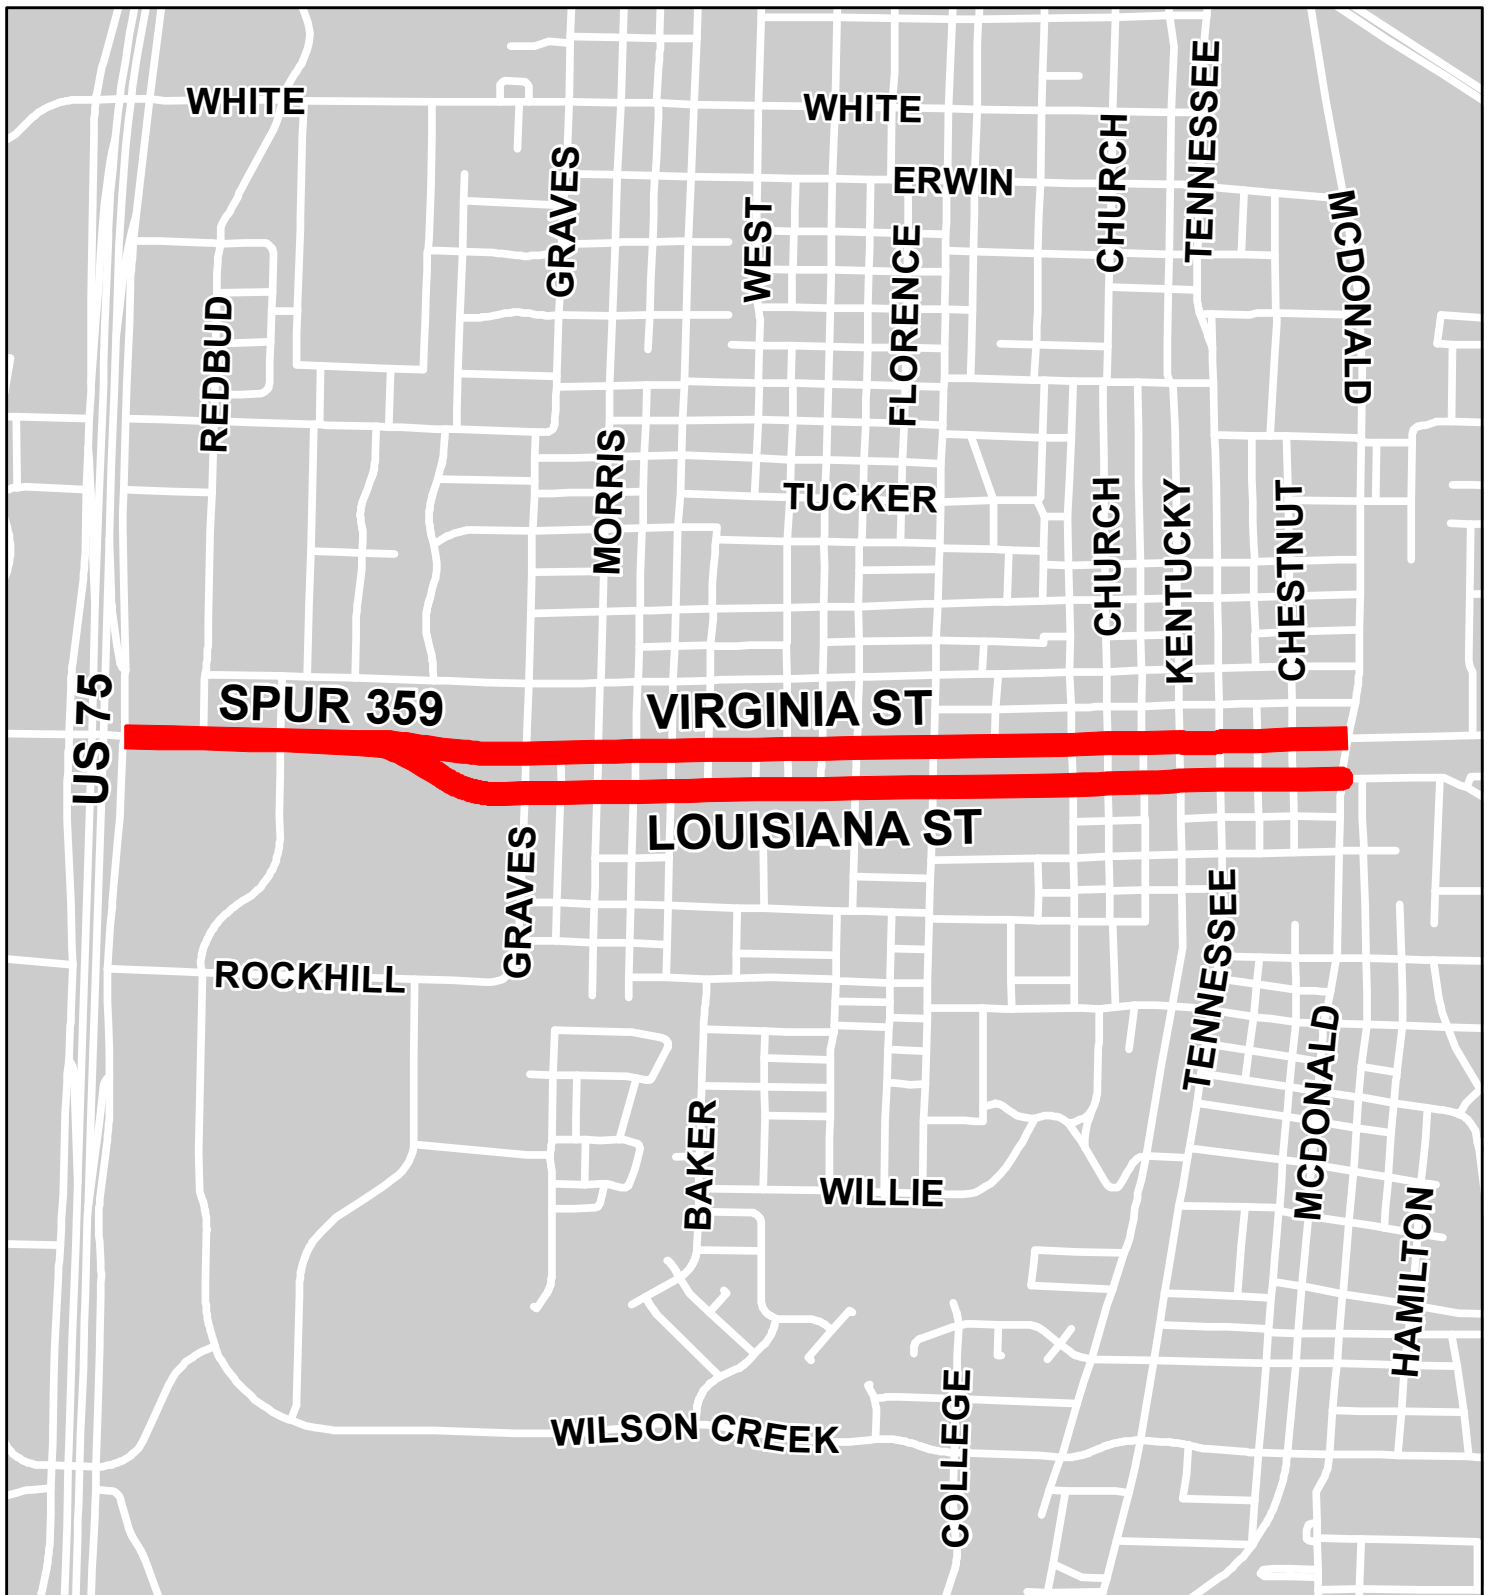 WHITE
WHITE
TENNESSEE
CHURCH
GRAVES
ERWIN
WEST
MCDONALD
FLORENCE
REDBUD
MORRIS
TUCKER
CHURCH
KENTUCKY
CHESTNUT
US 75
SPUR 359
VIRGINIA ST
LOUISIANA ST
GRAVES
TENNESSEE
ROCKHILL
MCDONALD
BAKER
WILLIE
HAMILTON
COLLEGE
WILSON CREEK